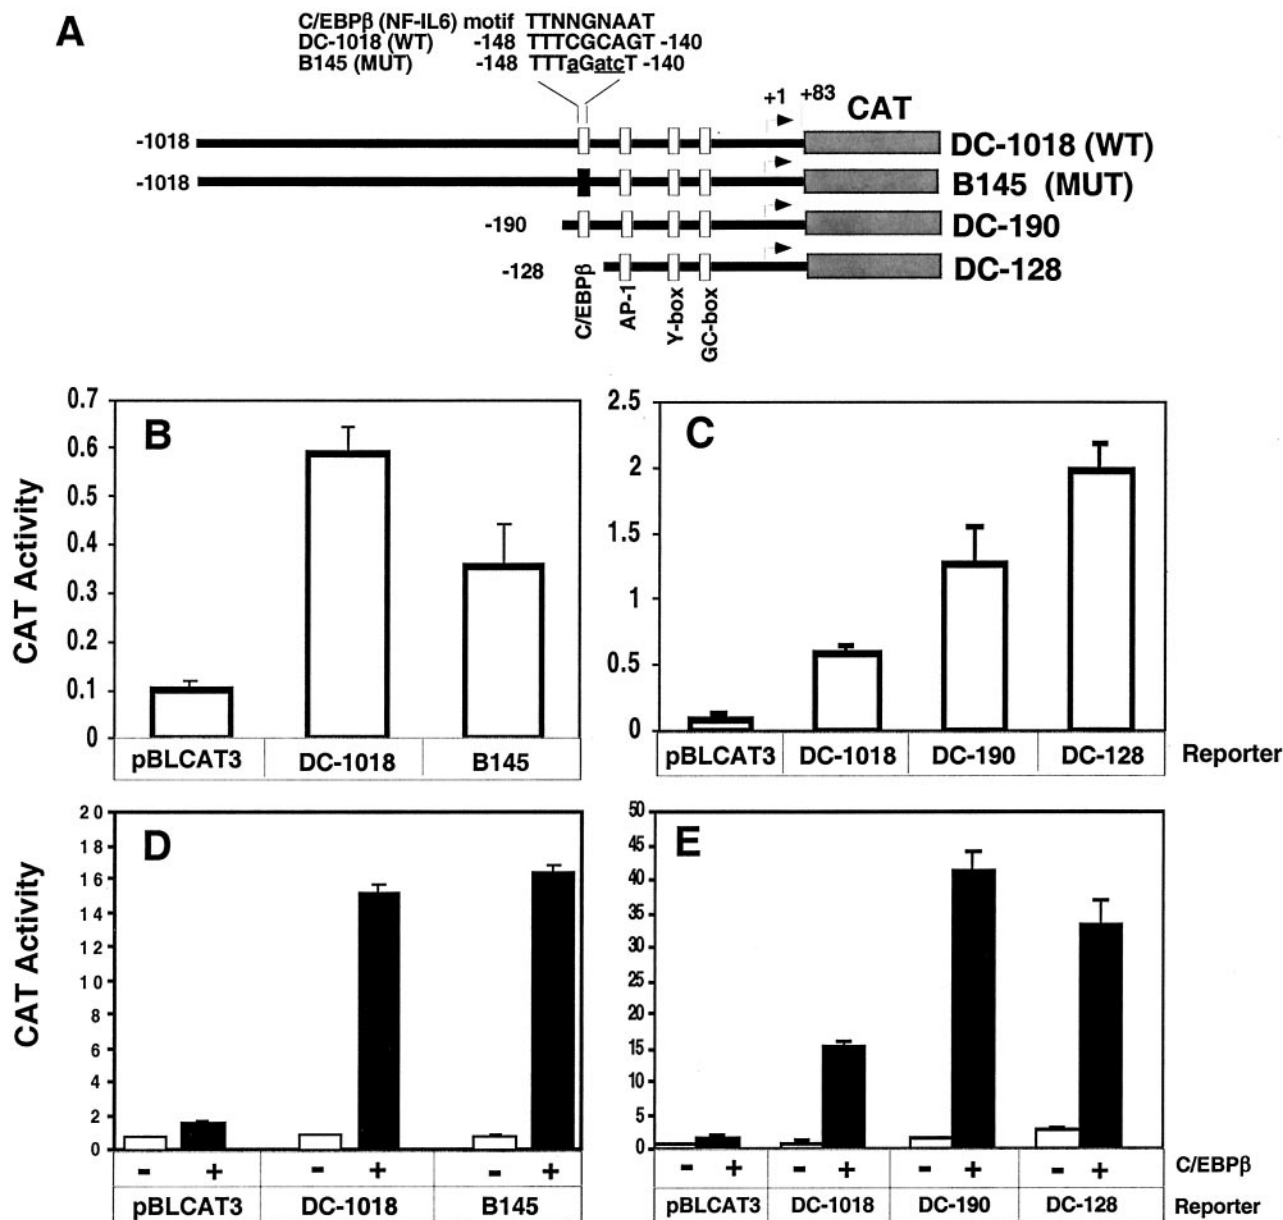 A
C/EBPβ (NF-IL6) motif TTNNGNAAT
DC-1018 (WT) -148 TTTCGCAGT -140
B145 (MUT) -148 TTTaGatcT -140
+1 +83 CAT
-1018 DC-1018 (WT)
-1018 B145 (MUT)
-190 DC-190
-128 DC-128
C/EBPβ AP-1 Y-box GC-box
B
CAT Activity
0.7
0.6
0.5
0.4
0.3
0.2
0.1
0
pBLCAT3 DC-1018 B145
C
2.5
2
1.5
1
0.5
0
pBLCAT3 DC-1018 DC-190 DC-128 Reporter
D
CAT Activity
20
18
16
14
12
10
8
6
4
2
0
- + - + - +
pBLCAT3 DC-1018 B145
E
50
45
40
35
30
25
20
15
10
5
0
- + - + - + - + C/EBPβ
pBLCAT3 DC-1018 DC-190 DC-128 Reporter